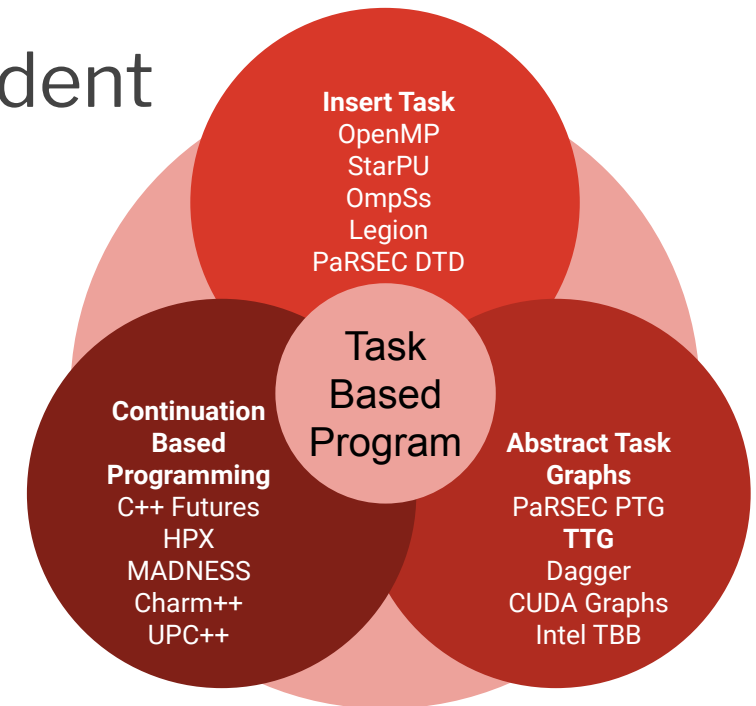 dent
Insert Task
OpenMP
StarPU
OmpSs
Legion
PaRSEC DTD
Task
Based
Program
Continuation
Based
Programming
C++ Futures
HPX
MADNESS
Charm++
UPC++
Abstract Task
Graphs
PaRSEC PTG
TTG
Dagger
CUDA Graphs
Intel TBB